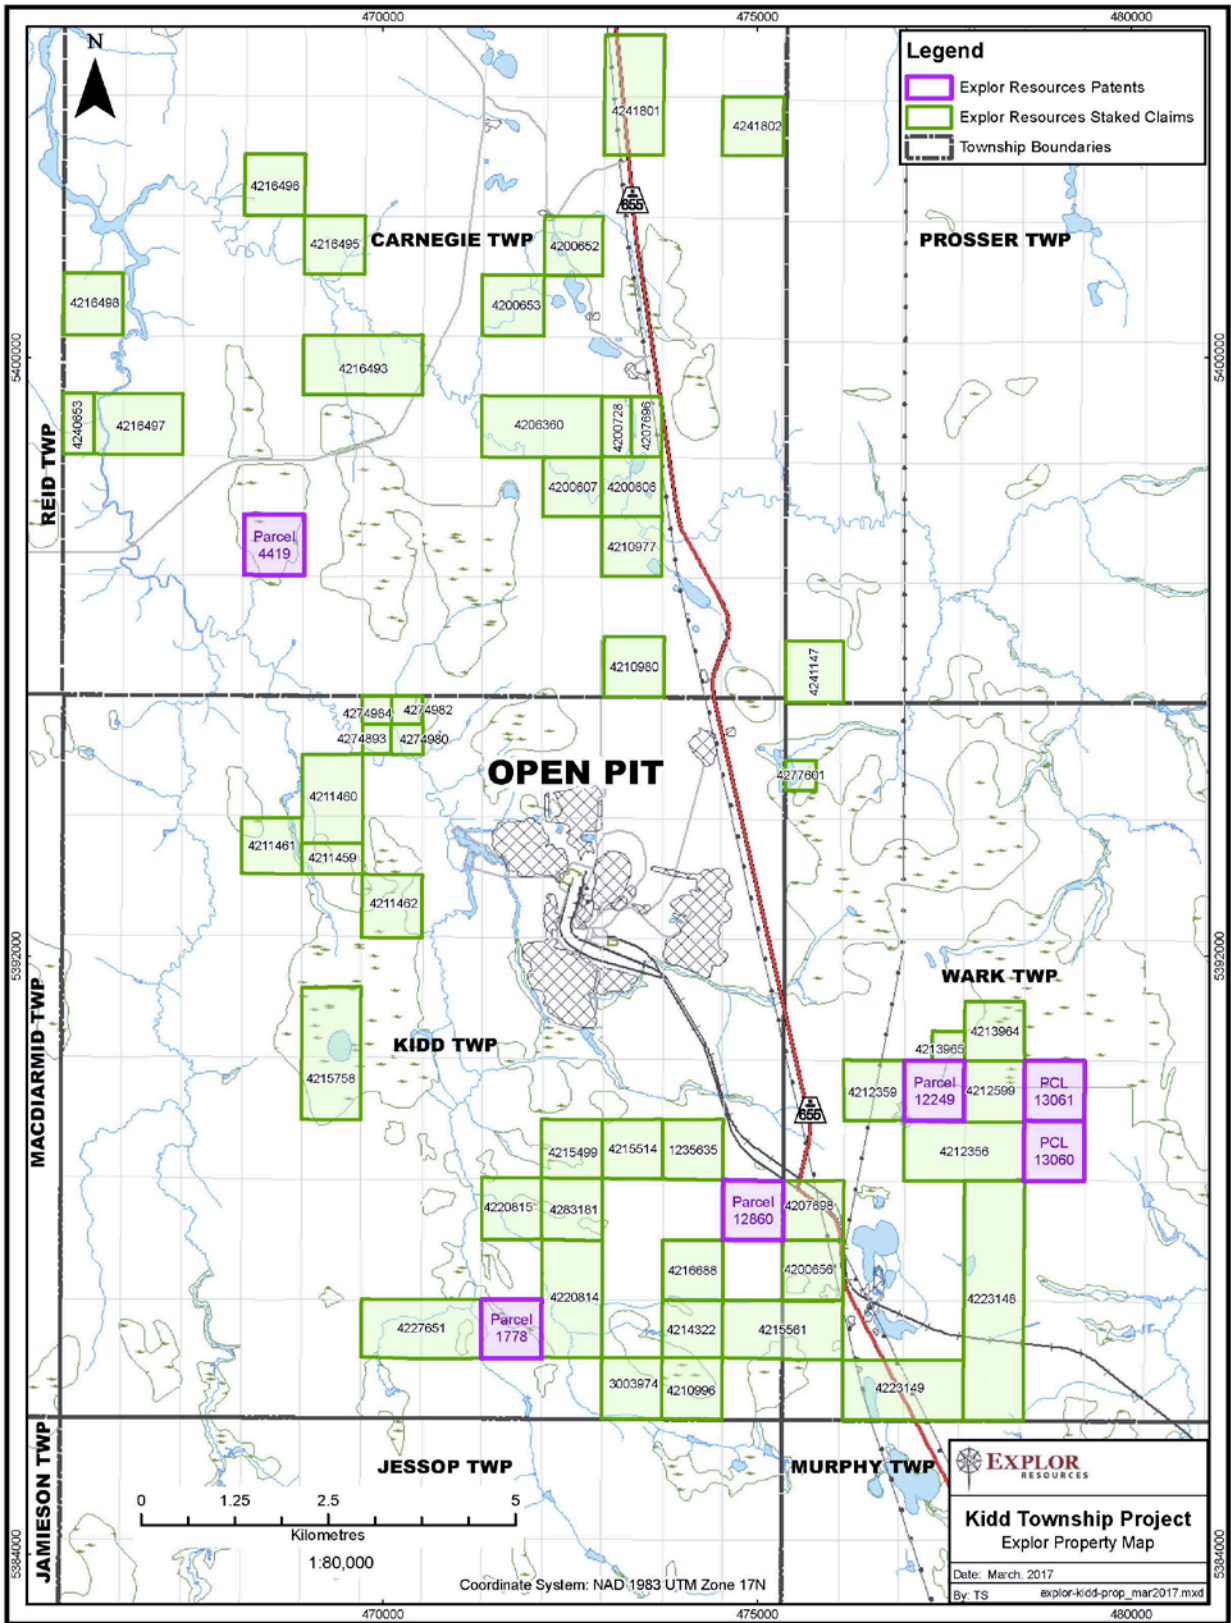 470000
475000
480000
N
Legend
Explor Resources Patents
Explor Resources Staked Claims
Township Boundaries
4241801
4241802
4216496
655
4216495
CARNEGIE TWP
4200652
PROSSER TWP
4216498
4200653
5400000
5400000
4216493
4240653
4216497
4206360
4200728
4207696
REID TWP
4200607
4200606
Parcel
4419
4210977
4210980
4241147
4274984
4274982
4274893
4274980
OPEN PIT
4277601
4211460
4211461
4211459
4211462
5392000
5392000
WARK TWP
MACDIARMID TWP
KIDD TWP
4213964
4213965
4215758
4212359
Parcel
12249
4212599
PCL
13061
655
4215499
4215514
1235635
4212356
PCL
13060
4220815
4283181
Parcel
12860
4207698
4216688
4200656
4220814
4223148
4227651
Parcel
1778
4214322
4215561
3003974
4210996
4223149
JAMIESON TWP
JESSOP TWP
MURPHY TWP
EXPLOR
RESOURCES
0 1.25 2.5 5
Kilometres
1:80,000
Kidd Township Project
Explor Property Map
5384000
5384000
Date: March, 2017
By: TS explor-kidd-prop_mar2017.mxd
Coordinate System: NAD 1983 UTM Zone 17N
470000
475000
480000